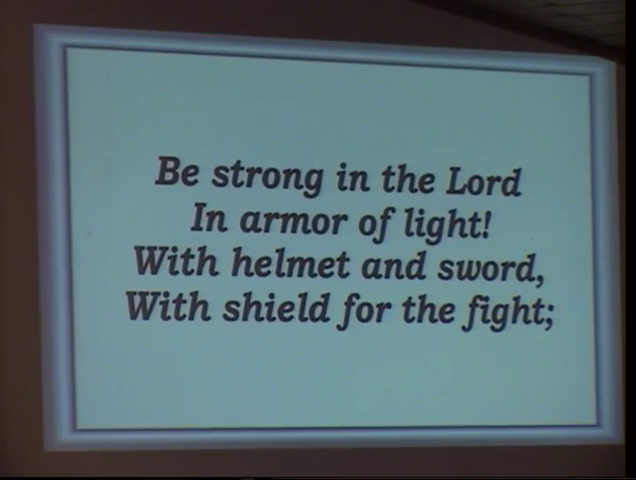 Be strong in the Lord
In armor of light!
With helmet and sword,
With shield for the fight;